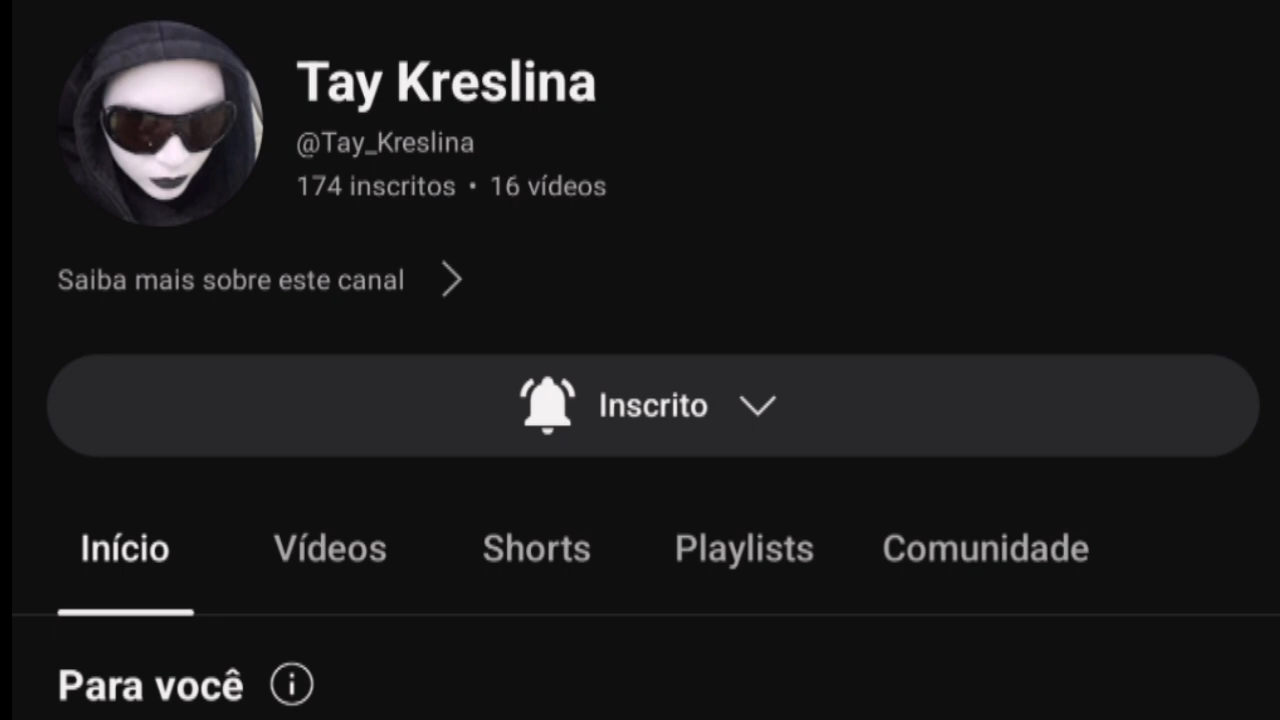 Tay Kreslina
@Tay_Kreslina
174 inscritos • 16 vídeos
Saiba mais sobre este canal
Inscrito
Início Vídeos Shorts Playlists Comunidade
Para você